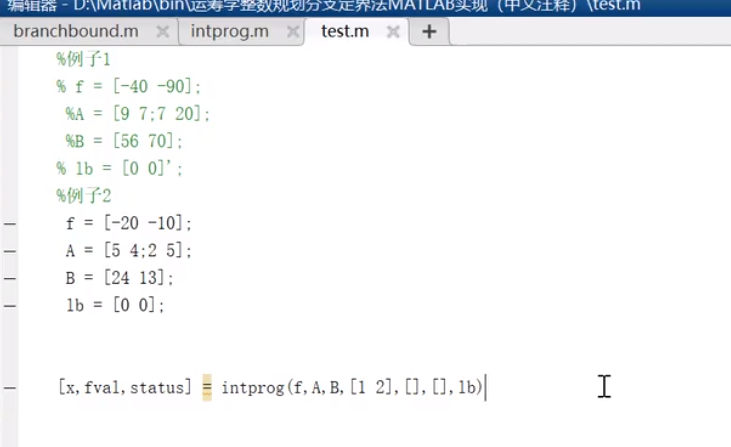 编辑器 - D:\Matlab\bin\运筹学整数规划分支定界法MATLAB实现（中文注释）\test.m
branchbound.m × intprog.m × test.m × +
%例子1
% f = [-40 -90];
%A = [9 7;7 20];
%B = [56 70];
% lb = [0 0]';
%例子2
f = [-20 -10];
A = [5 4;2 5];
B = [24 13];
lb = [0 0];
[x,fval,status] = intprog(f,A,B,[1 2],[],[],lb)